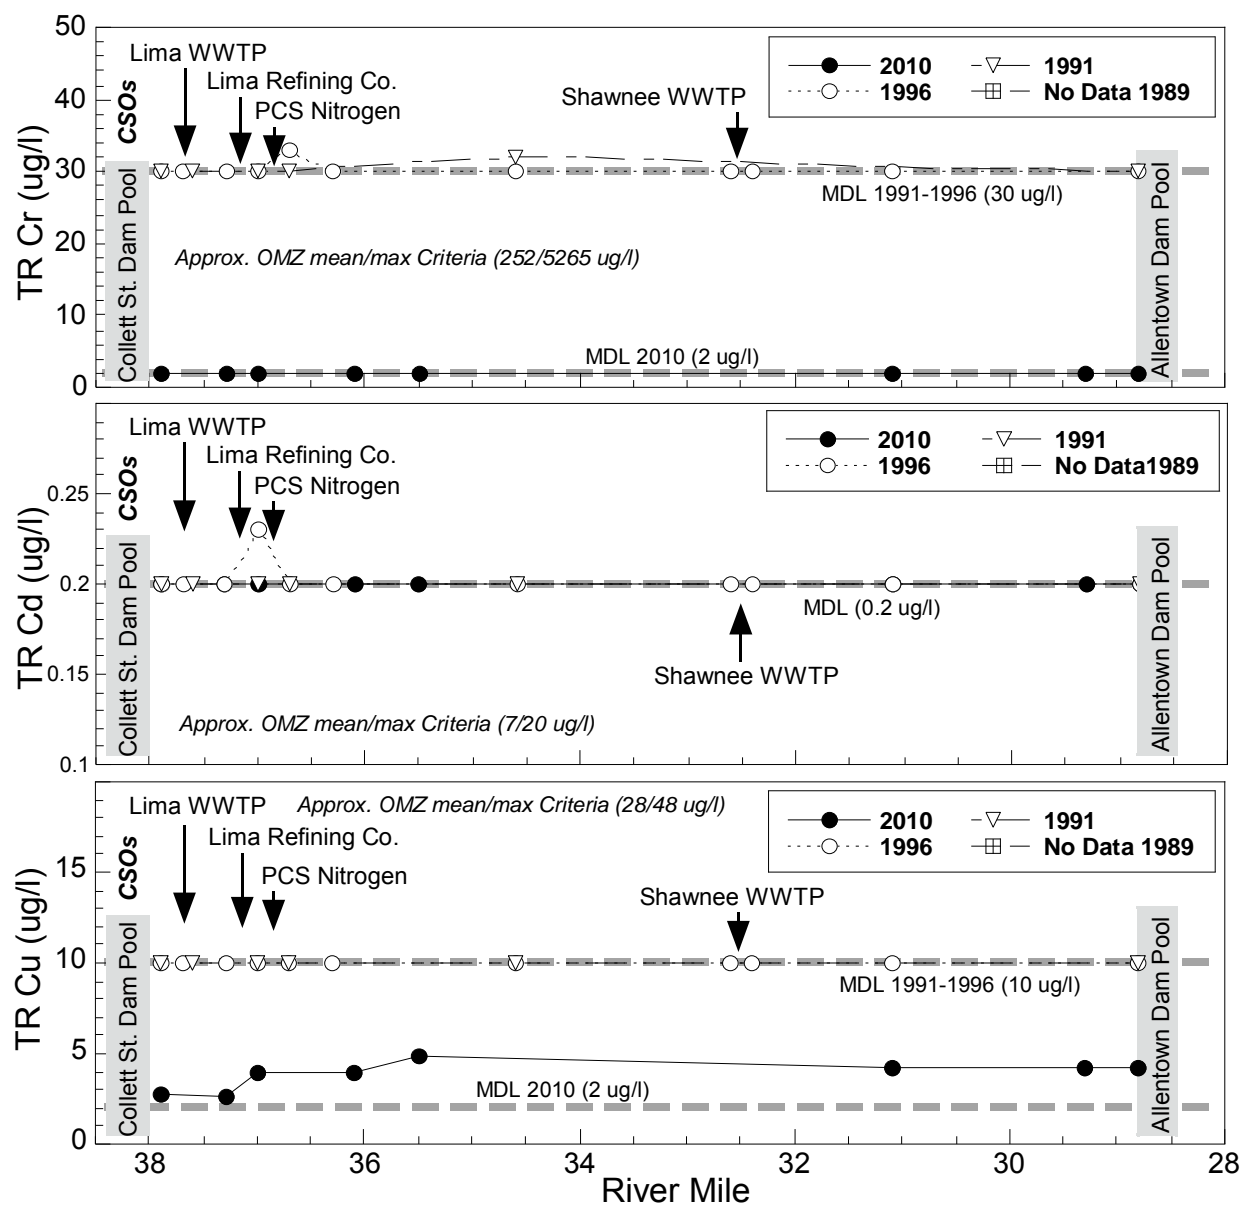 TR Cr (ug/l)
50
40
30
20
10
0
Lima WWTP
Lima Refining Co.
PCS Nitrogen
CSOs
Shawnee WWTP
2010
1991
1996
No Data 1989
MDL 1991-1996 (30 ug/l)
Approx. OMZ mean/max Criteria (252/5265 ug/l)
MDL 2010 (2 ug/l)
Collett St. Dam Pool
Allentown Dam Pool
TR Cd (ug/l)
0.25
0.2
0.15
0.1
Lima WWTP
Lima Refining Co.
PCS Nitrogen
CSOs
2010
1991
1996
No Data1989
MDL (0.2 ug/l)
Shawnee WWTP
Approx. OMZ mean/max Criteria (7/20 ug/l)
Collett St. Dam Pool
Allentown Dam Pool
TR Cu (ug/l)
15
10
5
0
Lima WWTP
Approx. OMZ mean/max Criteria (28/48 ug/l)
Lima Refining Co.
PCS Nitrogen
CSOs
Shawnee WWTP
2010
1991
1996
No Data 1989
MDL 1991-1996 (10 ug/l)
MDL 2010 (2 ug/l)
Collett St. Dam Pool
Allentown Dam Pool
38 36 34 32 30 28
River Mile